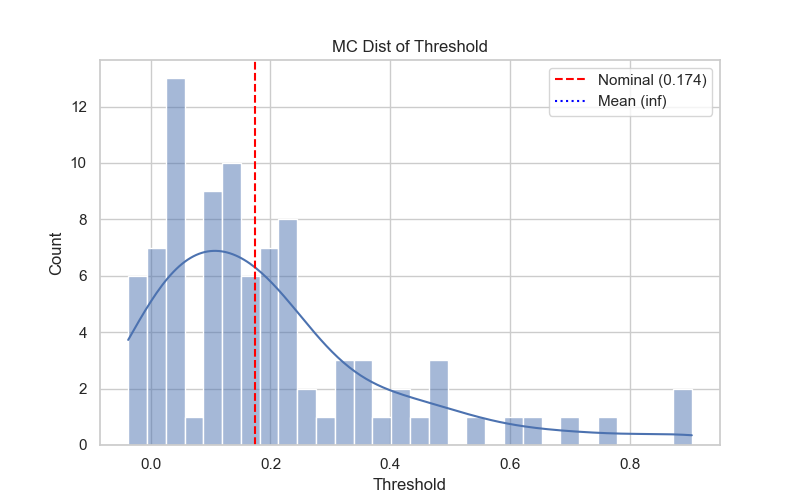 MC Dist of Threshold
Nominal (0.174)
Mean (inf)
Count
12
10
8
6
4
2
0
0.0 0.2 0.4 0.6 0.8
Threshold